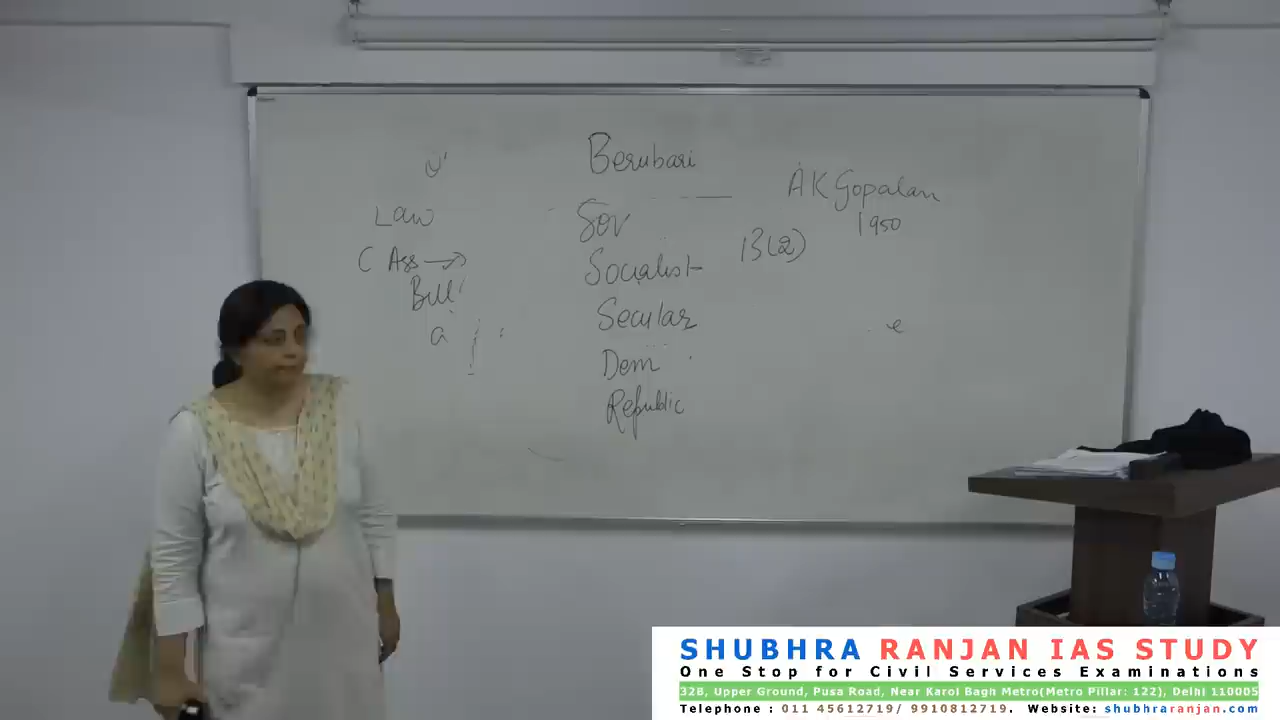 Berubari
AK Gopalan
1950
Law
Sov
13(2)
C Ass →
Socialist
Bill
Secular
a
e
Dem
Republic
SHUBHRA RANJAN IAS STUDY
One Stop for Civil Services Examinations
32B, Upper Ground, Pusa Road, Near Karol Bagh Metro(Metro Pillar: 122), Delhi 110005
Telephone : 011 45612719/ 9910812719. Website: shubhraranjan.com